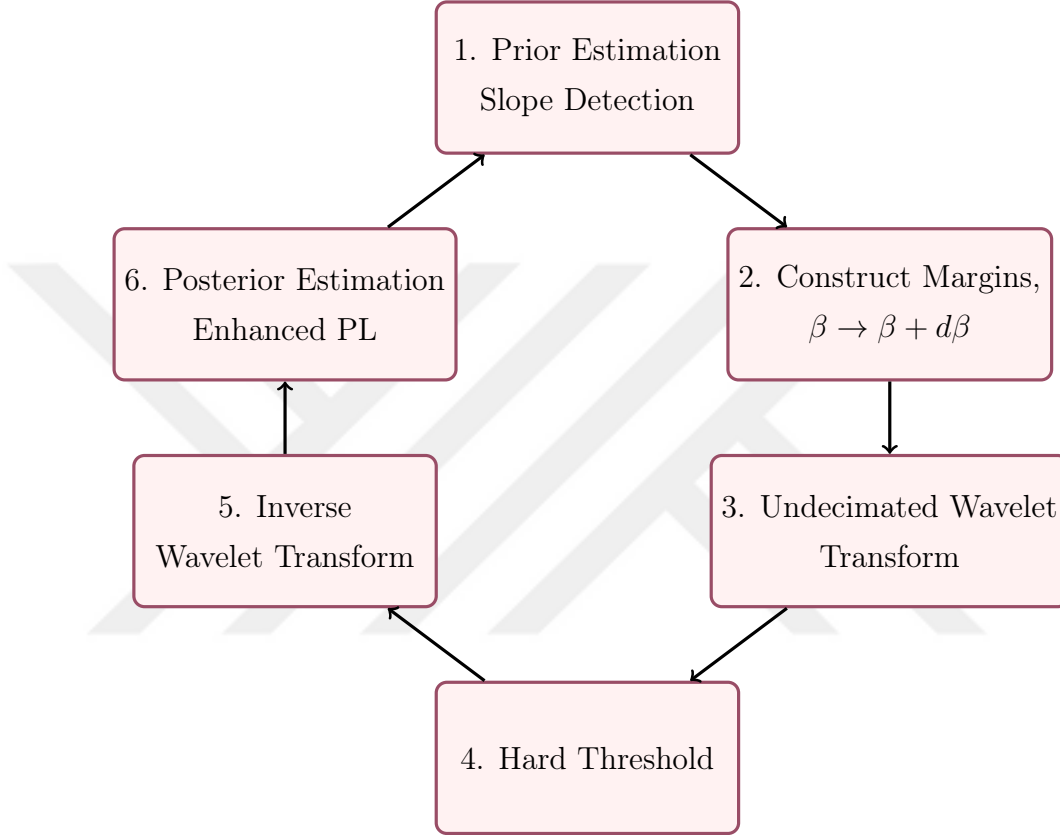 1. Prior Estimation
Slope Detection
2. Construct Margins,
β → β + dβ
3. Undecimated Wavelet
Transform
4. Hard Threshold
5. Inverse
Wavelet Transform
6. Posterior Estimation
Enhanced PL